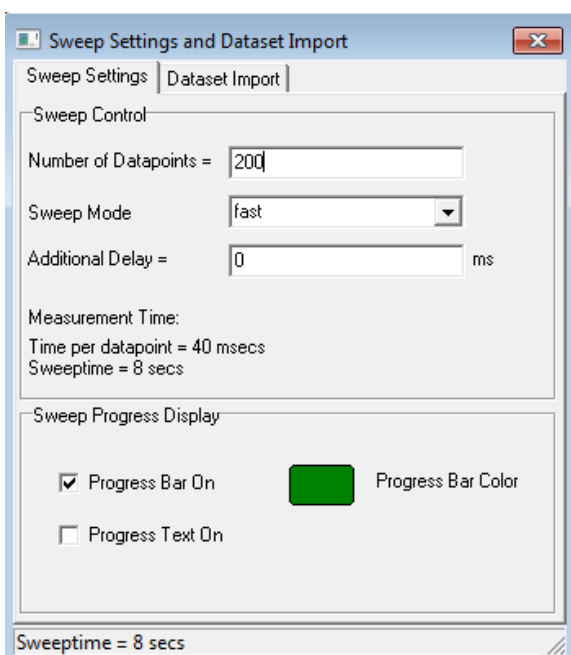 Sweep Settings and Dataset Import
Sweep Settings Dataset Import
Sweep Control
Number of Datapoints = 200
Sweep Mode fast
Additional Delay = 0 ms
Measurement Time:
Time per datapoint = 40 msecs
Sweeptime = 8 secs
Sweep Progress Display
Progress Bar On Progress Bar Color
Progress Text On
Sweeptime = 8 secs